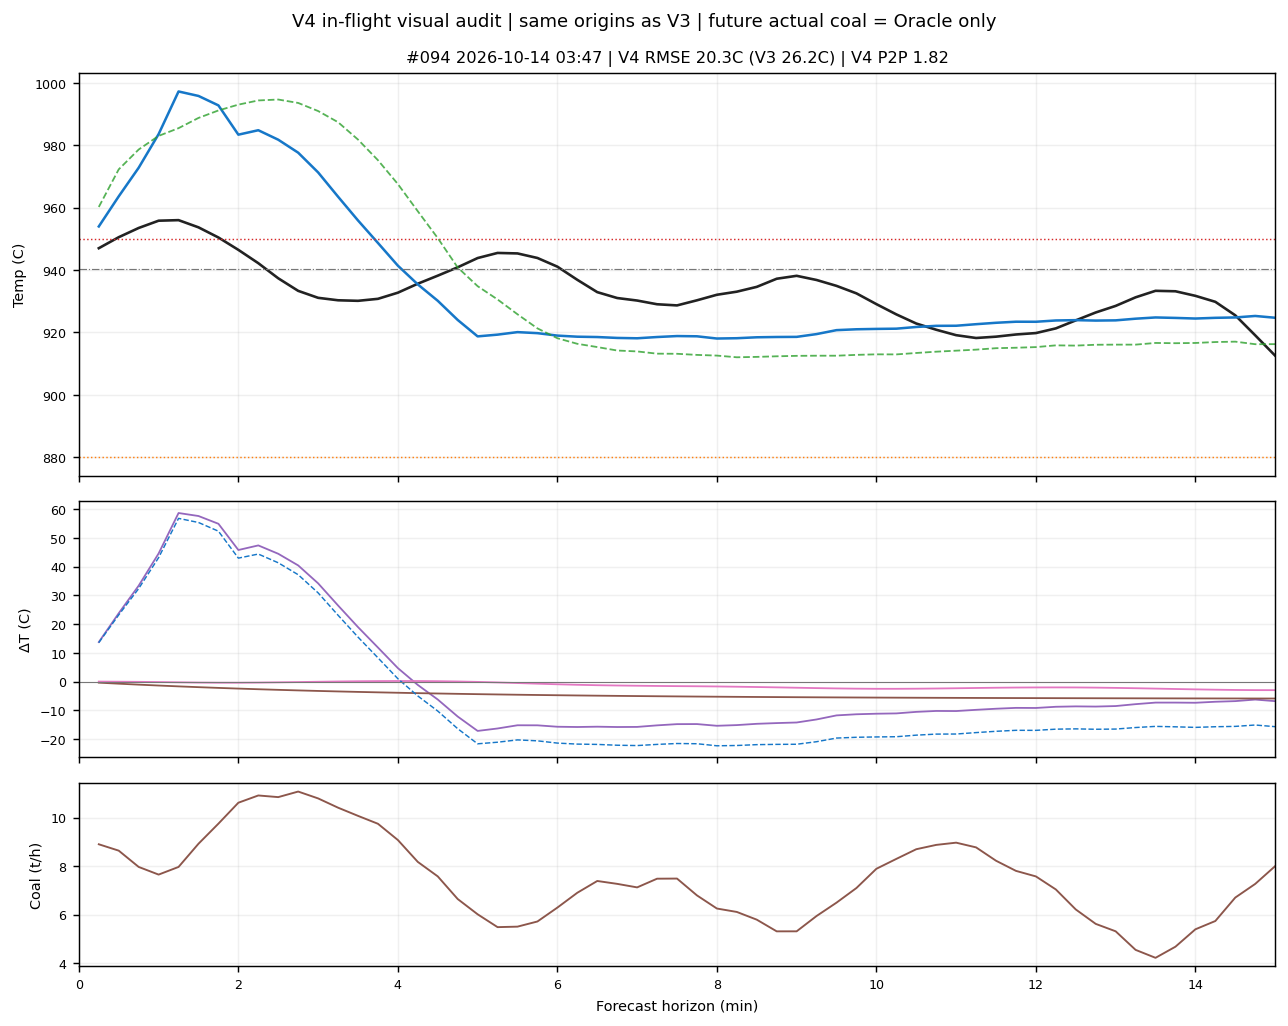 V4 in-flight visual audit | same origins as V3 | future actual coal = Oracle only
#094 2026-10-14 03:47 | V4 RMSE 20.3C (V3 26.2C) | V4 P2P 1.82
1000
980
960
940
920
900
880
Temp (C)
60
50
40
30
20
10
0
−10
−20
ΔT (C)
10
8
6
4
Coal (t/h)
0 2 4 6 8 10 12 14
Forecast horizon (min)